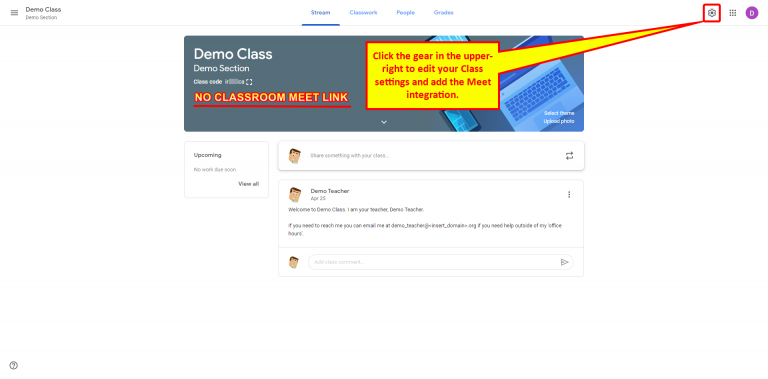 Demo Class
Demo Section
Stream Classwork People Grades
D
Demo Class
Demo Section
Class code
NO CLASSROOM MEET LINK
Click the gear in the upper-
right to edit your Class
settings and add the Meet
integration.
Select theme
Upload photo
Upcoming
No work due soon
View all
Share something with your class...
Demo Teacher
Apr 25
Welcome to Demo Class. I am your teacher, Demo Teacher.
If you need to reach me you can email me at demo_teacher@<insert_domain>.org if you need help outside of my 'office
hours'.
Add class comment...